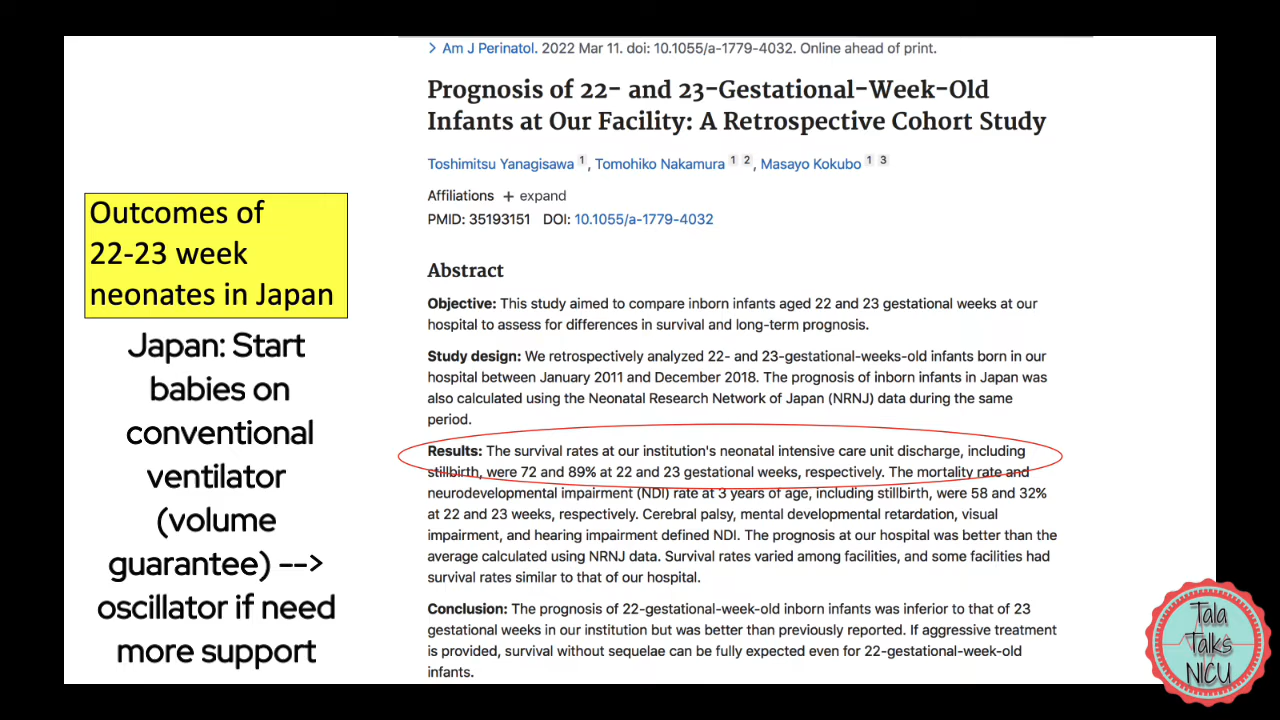 > Am J Perinatol. 2022 Mar 11. doi: 10.1055/a-1779-4032. Online ahead of print.
Prognosis of 22- and 23-Gestational-Week-Old
Infants at Our Facility: A Retrospective Cohort Study
Toshimitsu Yanagisawa 1, Tomohiko Nakamura 1 2, Masayo Kokubo 1 3
Affiliations + expand
PMID: 35193151 DOI: 10.1055/a-1779-4032
Abstract
Objective: This study aimed to compare inborn infants aged 22 and 23 gestational weeks at our
hospital to assess for differences in survival and long-term prognosis.
Study design: We retrospectively analyzed 22- and 23-gestational-weeks-old infants born in our
hospital between January 2011 and December 2018. The prognosis of inborn infants in Japan was
also calculated using the Neonatal Research Network of Japan (NRNJ) data during the same
period.
Results: The survival rates at our institution's neonatal intensive care unit discharge, including
stillbirth, were 72 and 89% at 22 and 23 gestational weeks, respectively. The mortality rate and
neurodevelopmental impairment (NDI) rate at 3 years of age, including stillbirth, were 58 and 32%
at 22 and 23 weeks, respectively. Cerebral palsy, mental developmental retardation, visual
impairment, and hearing impairment defined NDI. The prognosis at our hospital was better than the
average calculated using NRNJ data. Survival rates varied among facilities, and some facilities had
survival rates similar to that of our hospital.
Conclusion: The prognosis of 22-gestational-week-old inborn infants was inferior to that of 23
gestational weeks in our institution but was better than previously reported. If aggressive treatment
is provided, survival without sequelae can be fully expected even for 22-gestational-week-old
infants.
Outcomes of
22-23 week
neonates in Japan
Japan: Start
babies on
conventional
ventilator
(volume
guarantee) -->
oscillator if need
more support
Tala
Talks
NICU